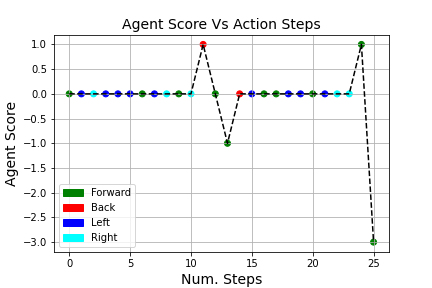 Agent Score Vs Action Steps
1.0
0.5
0.0
−0.5
−1.0
−1.5
−2.0
−2.5
−3.0
Agent Score
Forward
Back
Left
Right
0 5 10 15 20 25
Num. Steps